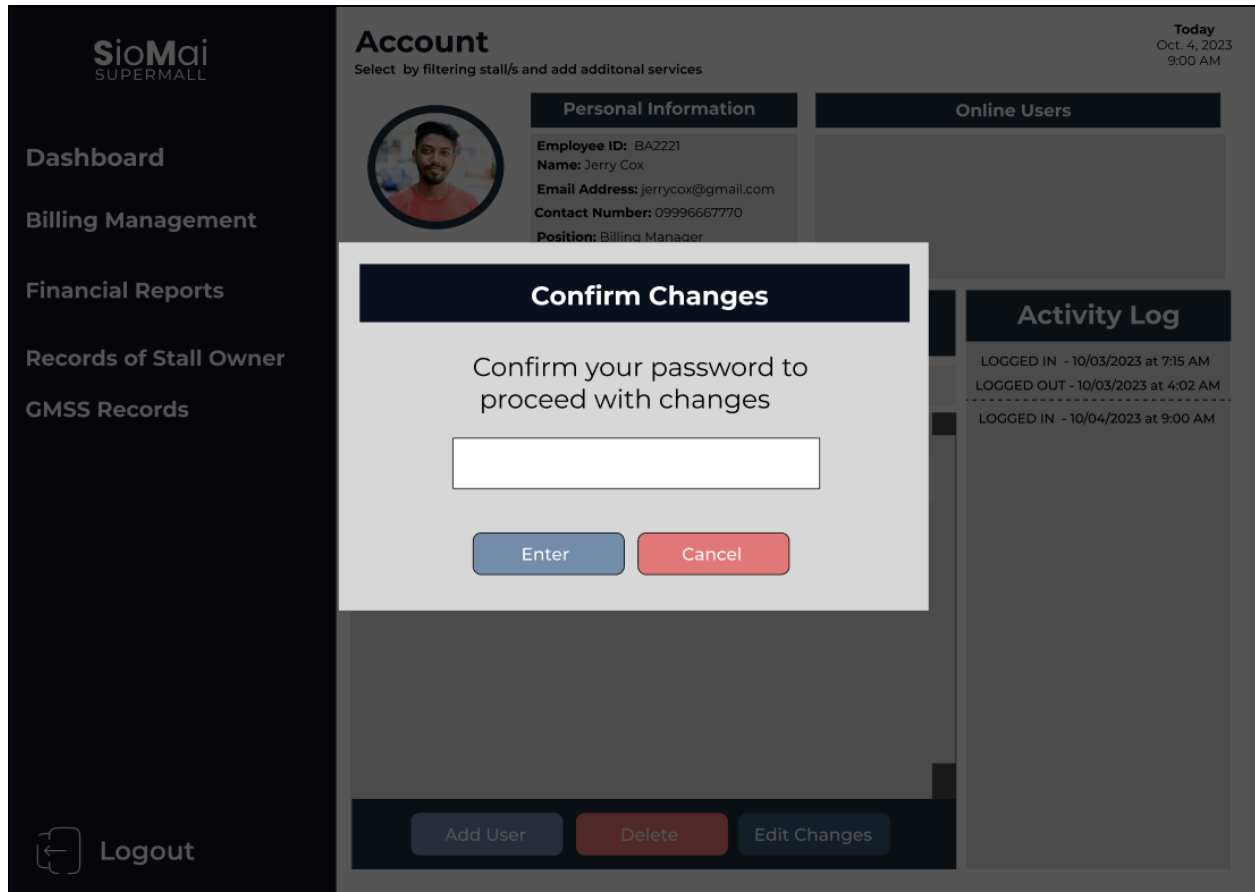 SioMai
SUPERMALL
Dashboard
Billing Management
Financial Reports
Records of Stall Owner
GMSS Records
Logout
Account
Select by filtering stall/s and add additonal services
Today
Oct. 4, 2023
9:00 AM
Personal Information
Employee ID: BA2221
Name: Jerry Cox
Email Address: jerrycox@gmail.com
Contact Number: 09996667770
Position: Billing Manager
Online Users
Confirm Changes
Confirm your password to
proceed with changes
Enter
Cancel
Activity Log
LOGGED IN - 10/03/2023 at 7:15 AM
LOGGED OUT - 10/03/2023 at 4:02 AM
LOGGED IN - 10/04/2023 at 9:00 AM
Add User
Delete
Edit Changes